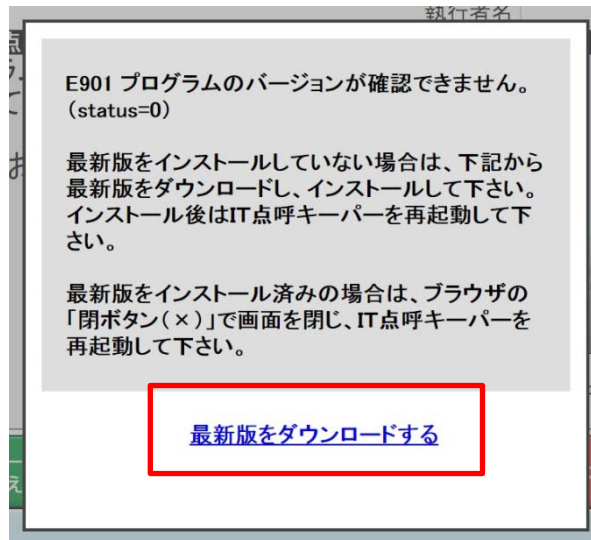 執行者名
E901 プログラムのバージョンが確認できません。
(status=0)
最新版をインストールしていない場合は、下記から
最新版をダウンロードし、インストールして下さい。
インストール後はIT点呼キーパーを再起動して下
さい。
最新版をインストール済みの場合は、ブラウザの
「閉ボタン(×)」で画面を閉じ、IT点呼キーパーを
再起動して下さい。
最新版をダウンロードする